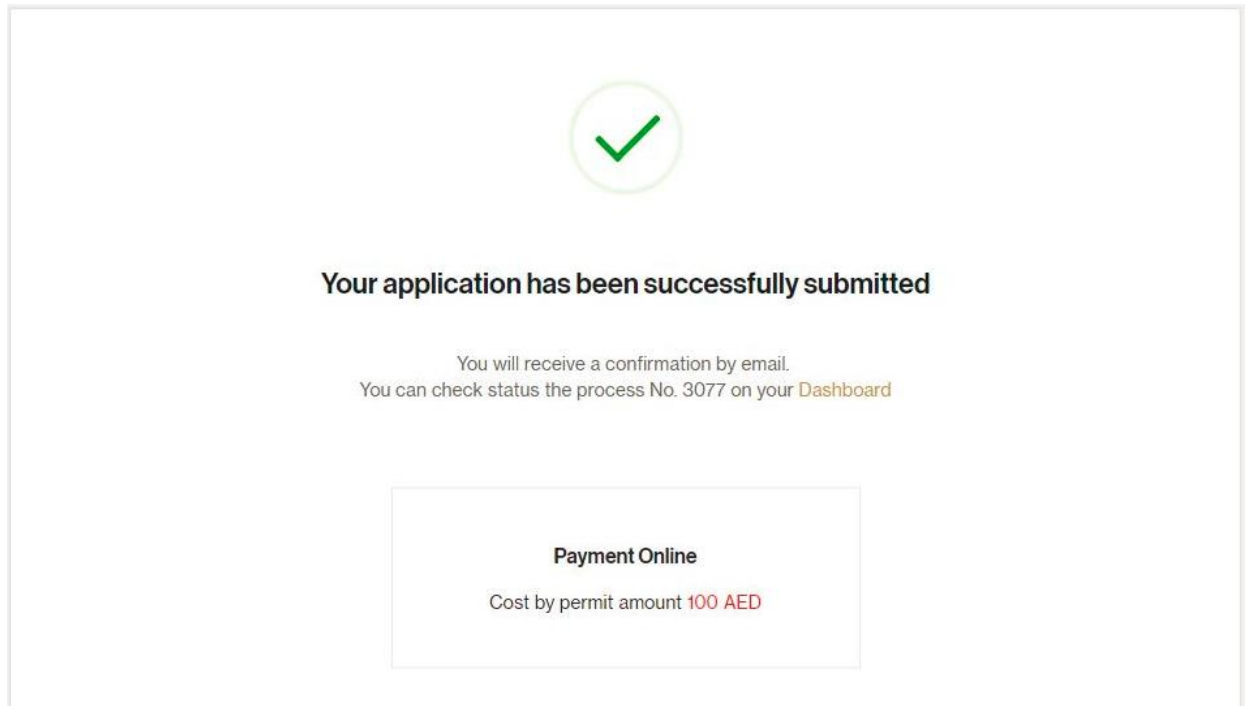 Your application has been successfully submitted
You will receive a confirmation by email.
You can check status the process No. 3077 on your Dashboard
Payment Online
Cost by permit amount 100 AED